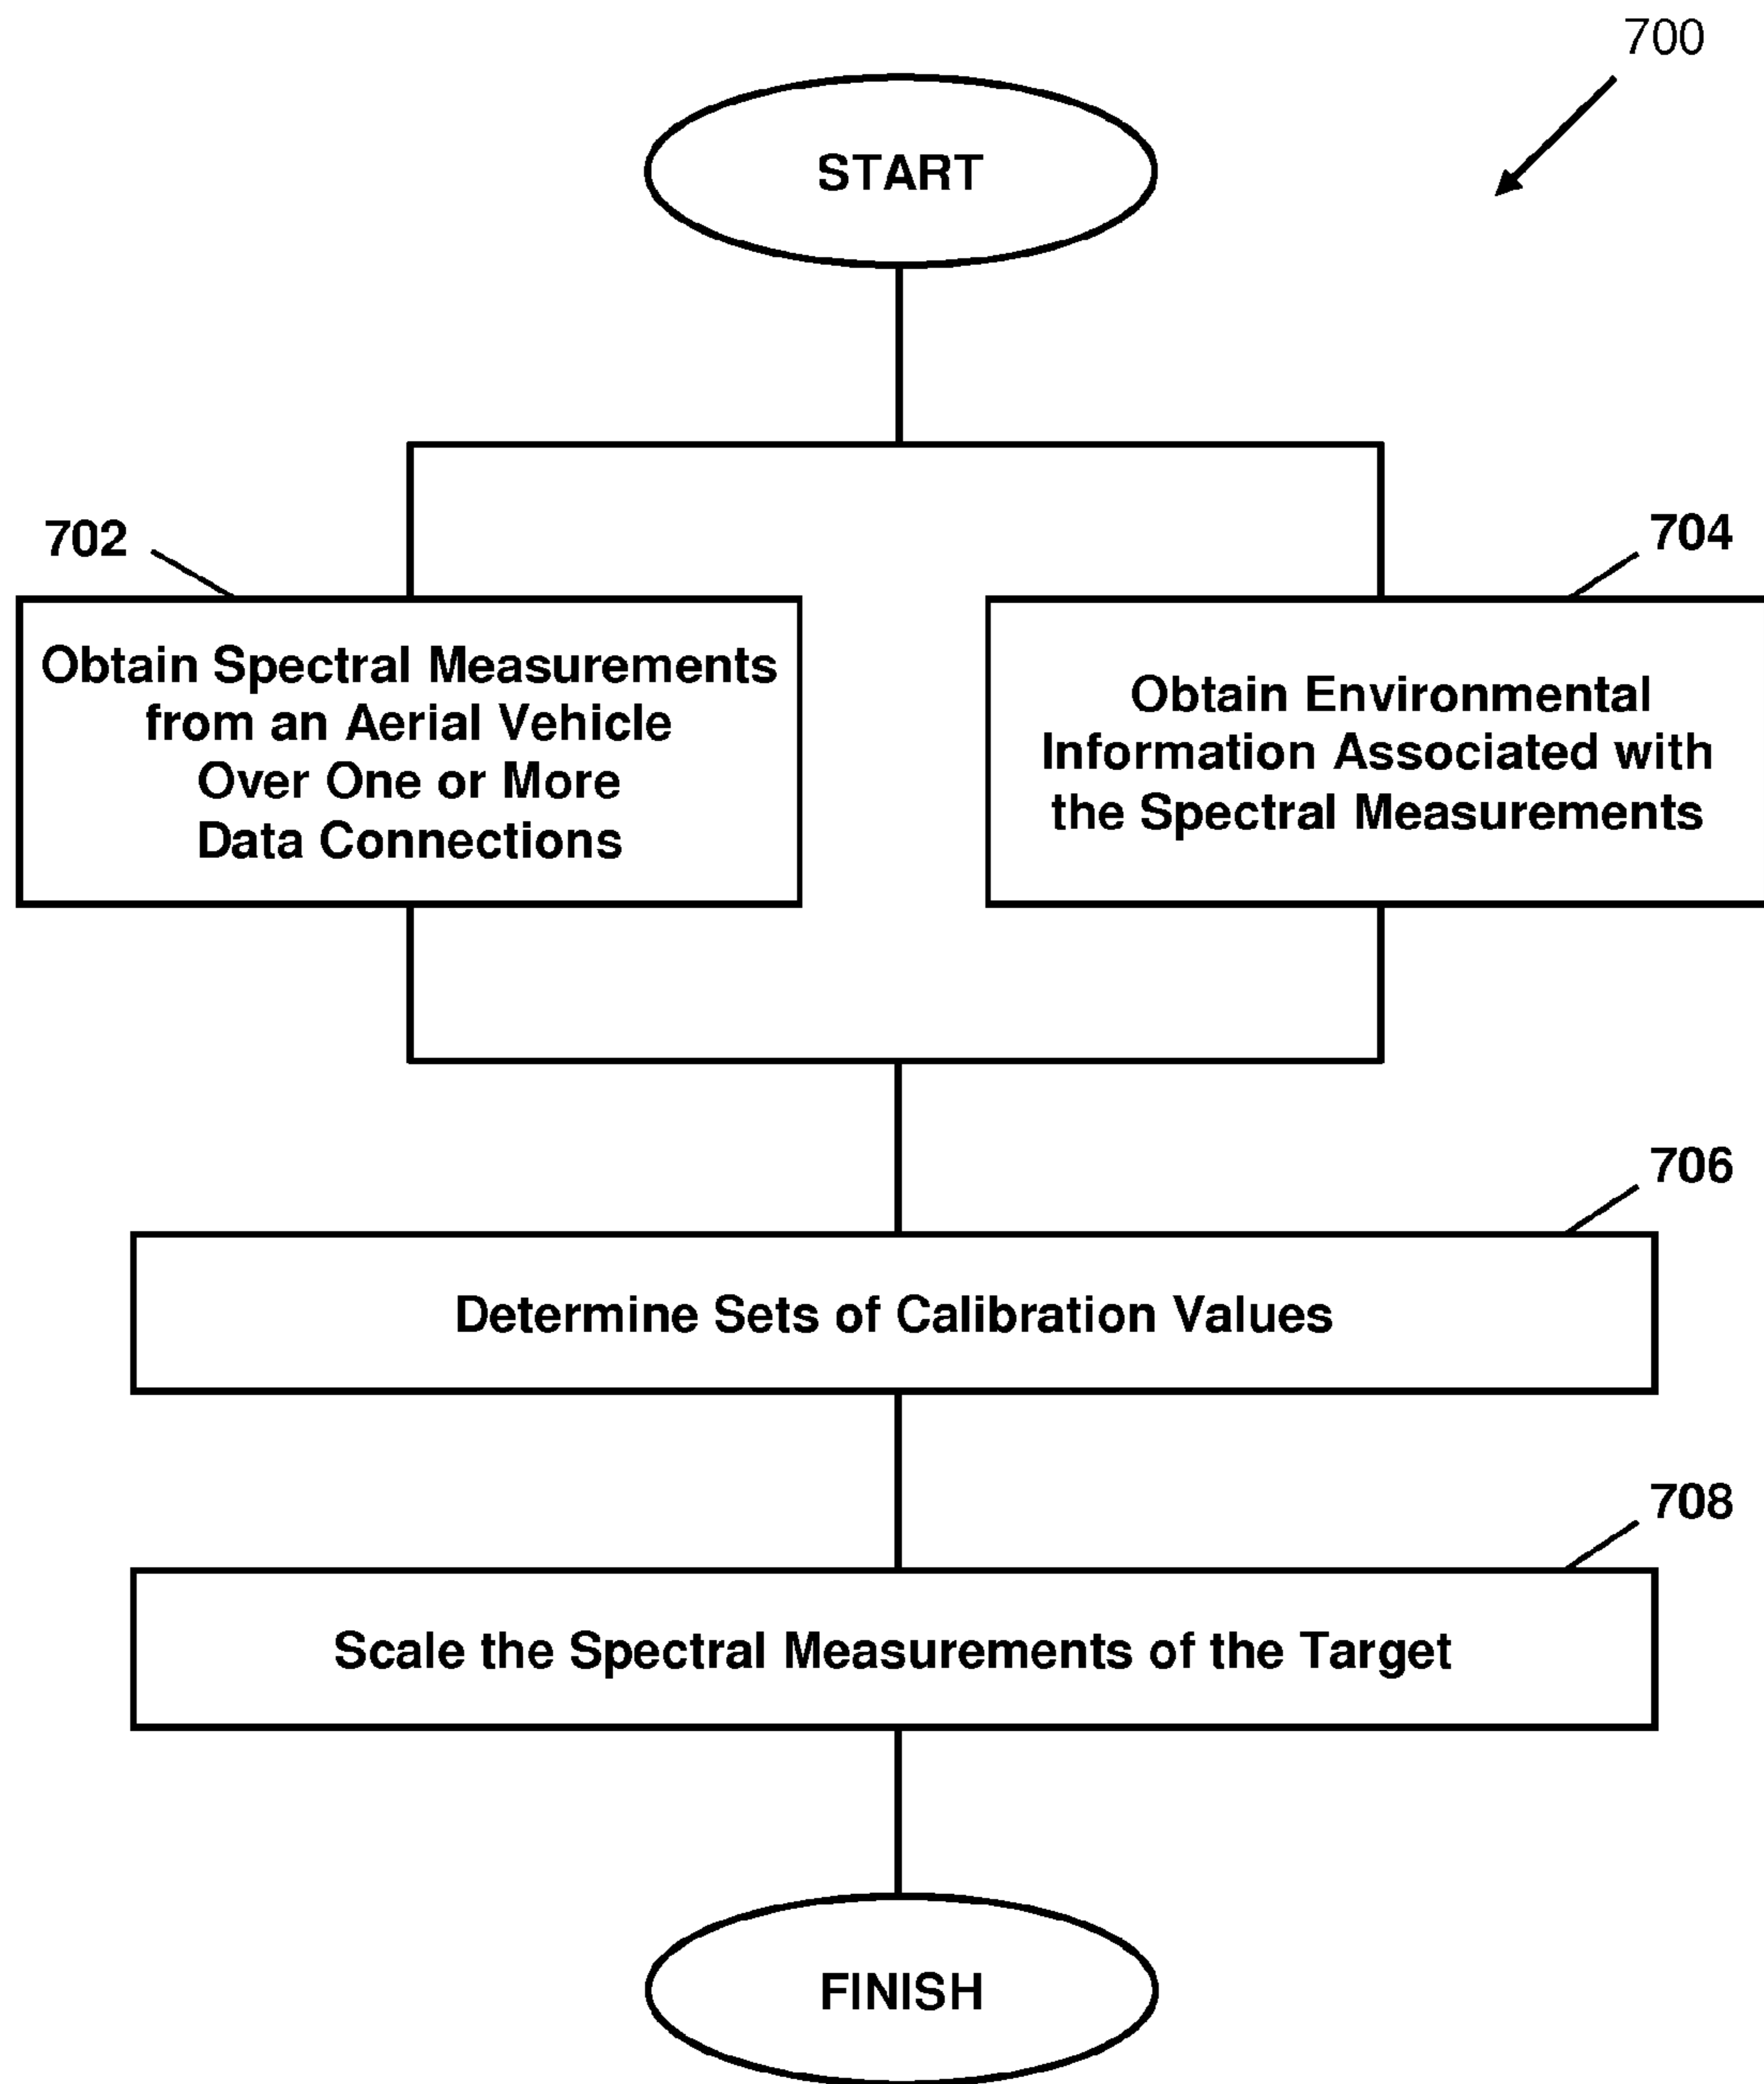 700
START
702
704
Obtain Spectral Measurements
from an Aerial Vehicle
Over One or More
Data Connections
Obtain Environmental
Information Associated with
the Spectral Measurements
706
Determine Sets of Calibration Values
708
Scale the Spectral Measurements of the Target
FINISH